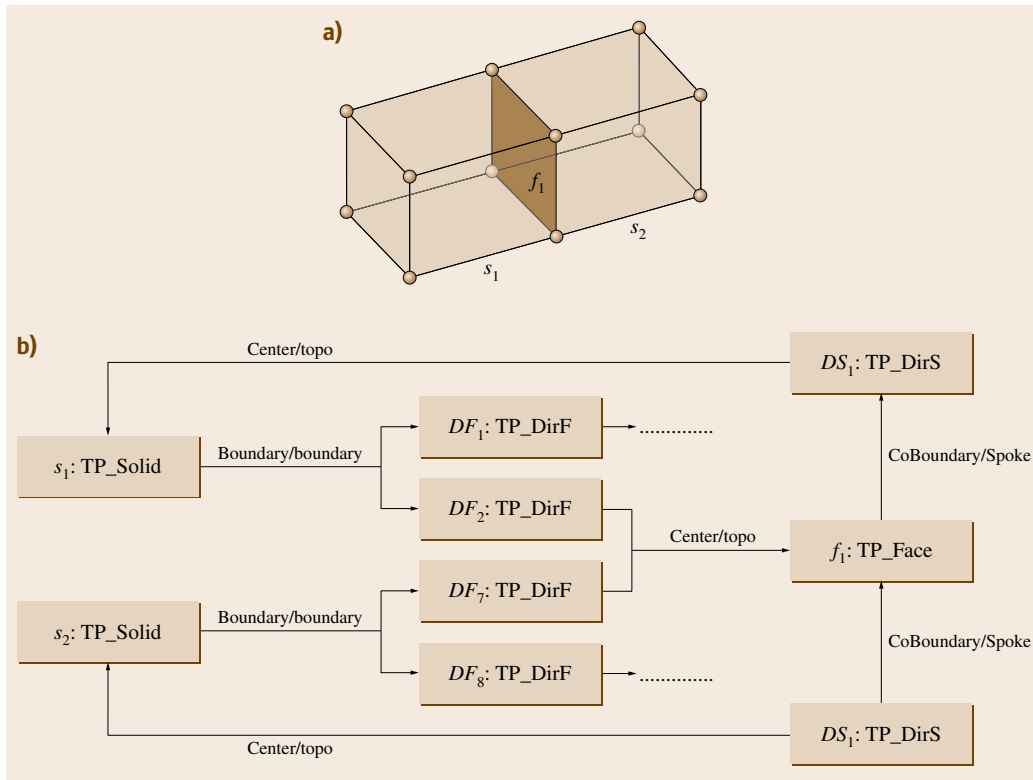 a)
f₁
s₂
s₁
b)
Center/topo
DS₁: TP_DirS
DF₁: TP_DirF
..............
Boundary/boundary
CoBoundary/Spoke
s₁: TP_Solid
DF₂: TP_DirF
Center/topo
f₁: TP_Face
DF₇: TP_DirF
Boundary/boundary
s₂: TP_Solid
CoBoundary/Spoke
DF₈: TP_DirF
..............
DS₁: TP_DirS
Center/topo